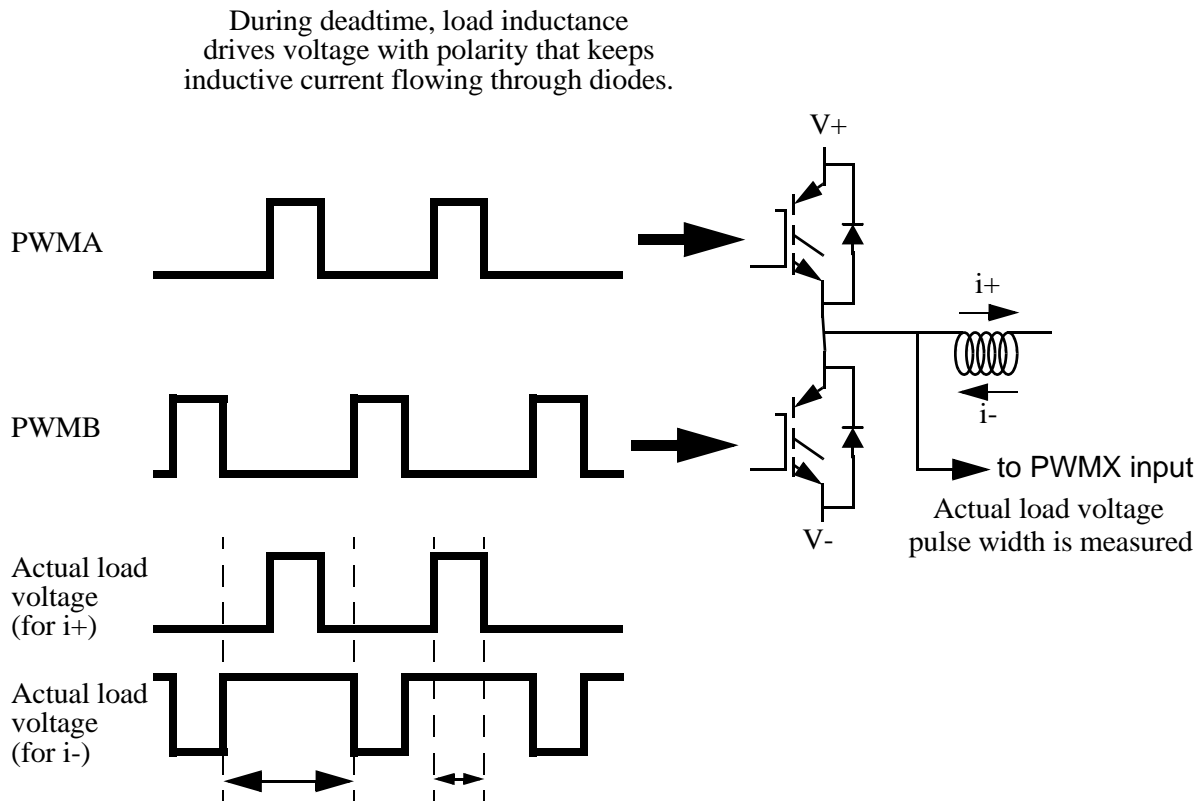 During deadtime, load inductance
drives voltage with polarity that keeps
inductive current flowing through diodes.
V+
PWMA
i+
PWMB
i-
to PWMX input
Actual load voltage
pulse width is measured
V-
Actual load
voltage
(for i+)
Actual load
voltage
(for i-)